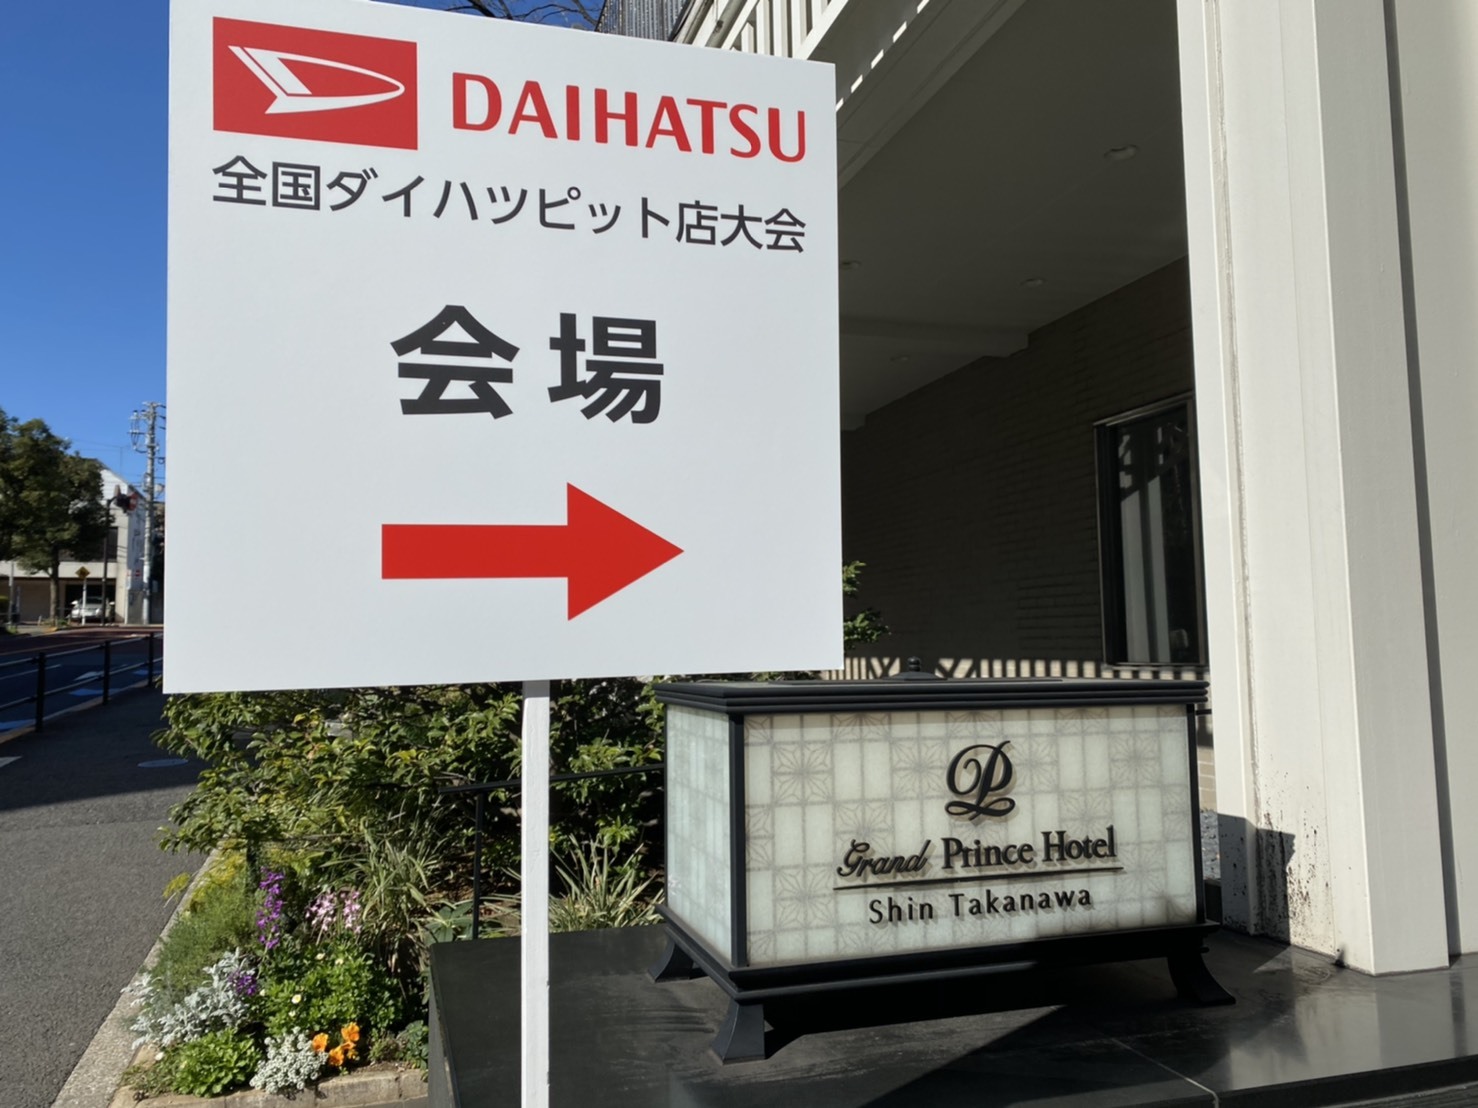 DAIHATSU
全国ダイハツピット店大会
会場
Grand Prince Hotel
Shin Takanawa